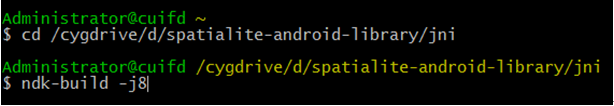 Administrator@cuifd ~
$ cd /cygdrive/d/spatialite-android-library/jni
Administrator@cuifd /cygdrive/d/spatialite-android-library/jni
$ ndk-build -j8